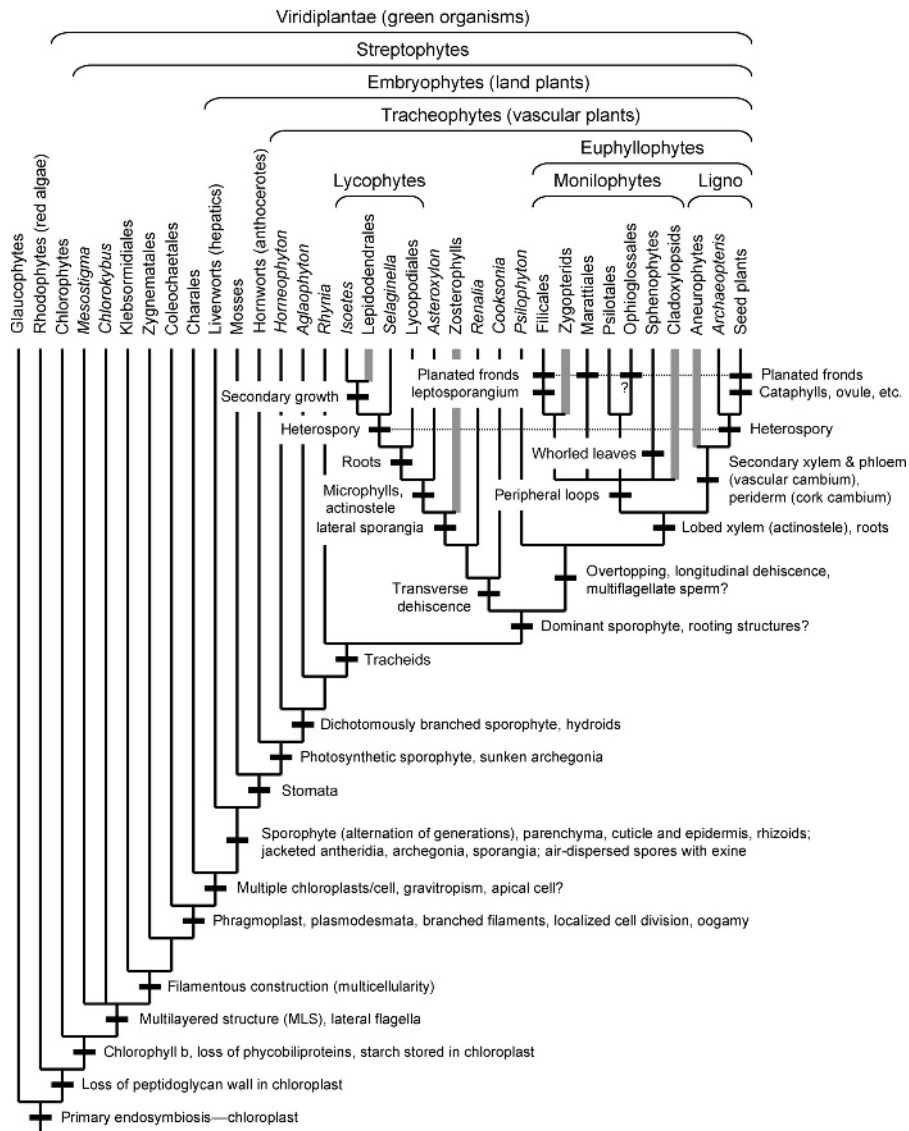 Viridiplantae (green organisms)
Streptophytes
Embryophytes (land plants)
Tracheophytes (vascular plants)
Euphyllophytes
Lycophytes
Monilophytes
Ligno
Glaucophytes
Rhodophytes (red algae)
Chlorophytes
Mesostigma
Chlorokybus
Klebsormidiales
Zygnematales
Coleochaetales
Charales
Liverworts (hepatics)
Mosses
Hornworts (anthocerotes)
Horneophyton
Aglaophyton
Rhynia
Isoetes
Lepidodendrales
Selaginella
Lycopodiales
Asteroxylon
Zosterophylls
Renalia
Cooksonia
Psilophyton
Filicales
Zygopterids
Marattiales
Psilotales
Ophioglossales
Sphenophytes
Cladoxylopsids
Aneurophytes
Archaeopteris
Seed plants
Planated fronds
leptosporangium
?
Planated fronds
Cataphylls, ovule, etc.
Secondary growth
Heterospory
Heterospory
Roots
Whorled leaves
Secondary xylem & phloem
(vascular cambium),
periderm (cork cambium)
Microphylls,
actinostele
lateral sporangia
Peripheral loops
Lobed xylem (actinostele), roots
Transverse
dehiscence
Overtopping, longitudinal dehiscence,
multiflagellate sperm?
Dominant sporophyte, rooting structures?
Tracheids
Dichotomously branched sporophyte, hydroids
Photosynthetic sporophyte, sunken archegonia
Stomata
Sporophyte (alternation of generations), parenchyma, cuticle and epidermis, rhizoids;
jacketed antheridia, archegonia, sporangia; air-dispersed spores with exine
Multiple chloroplasts/cell, gravitropism, apical cell?
Phragmoplast, plasmodesmata, branched filaments, localized cell division, oogamy
Filamentous construction (multicellularity)
Multilayered structure (MLS), lateral flagella
Chlorophyll b, loss of phycobiliproteins, starch stored in chloroplast
Loss of peptidoglycan wall in chloroplast
Primary endosymbiosis—chloroplast